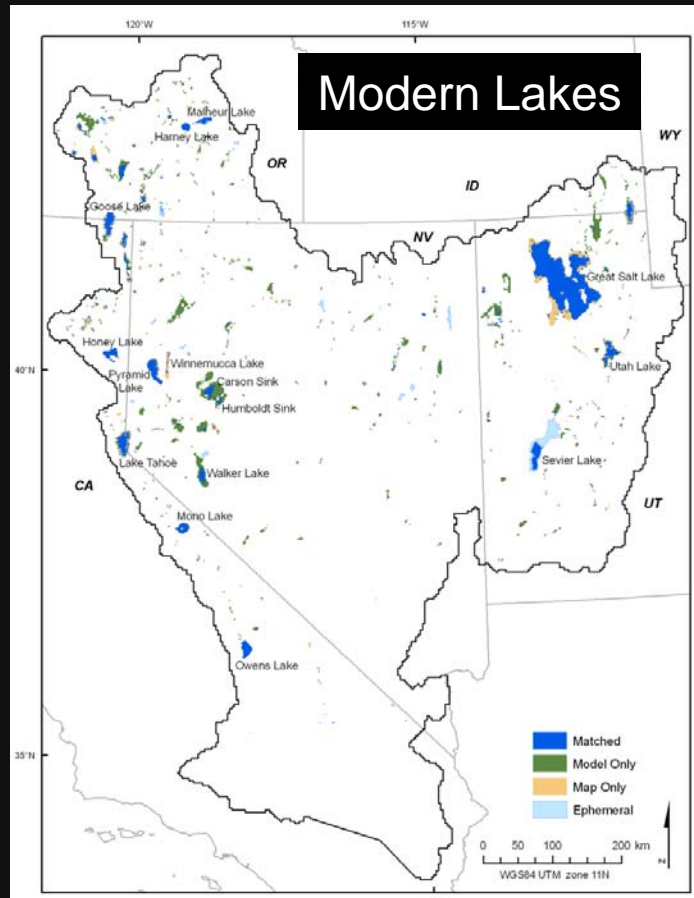 120°W
115°W
Modern Lakes
Malheur Lake
Harney Lake
OR
WY
ID
Goose Lake
NV
Great Salt Lake
Honey Lake
Winnemucca Lake
40°N
Pyramid
Lake
Carson Sink
Utah Lake
Humboldt Sink
Lake Tahoe
Walker Lake
Sevier Lake
CA
UT
Mono Lake
Owens Lake
Matched
Model Only
35°N
Map Only
Ephemeral
0 50 100 200 km
N
WGS84 UTM zone 11N